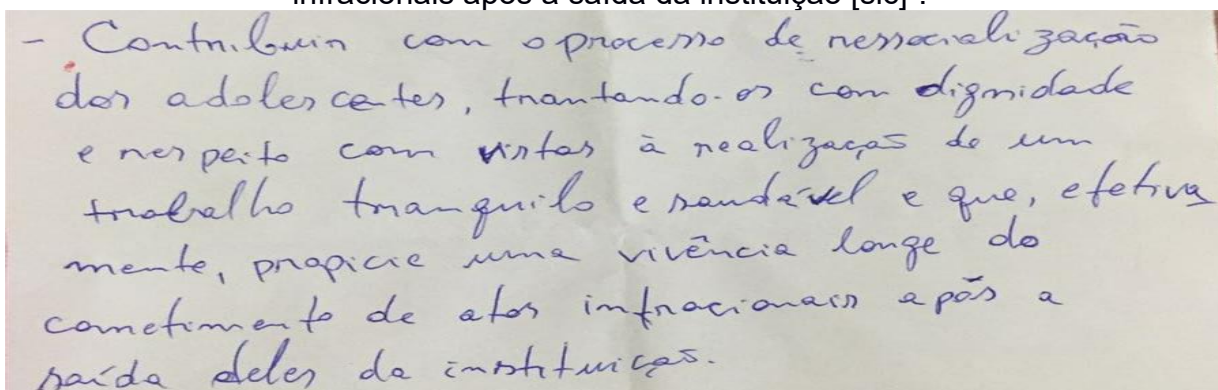 infracionais após a saída da instituição [sic]".
- Contribuir com o processo de ressocialização
dos adolescentes, tratando-os com dignidade
e respeito com vistas à realização de um
trabalho tranquilo e saudável e que, efetiva
mente, propicie uma vivência longe do
cometimento de atos infracionais após a
saída deles da instituição.